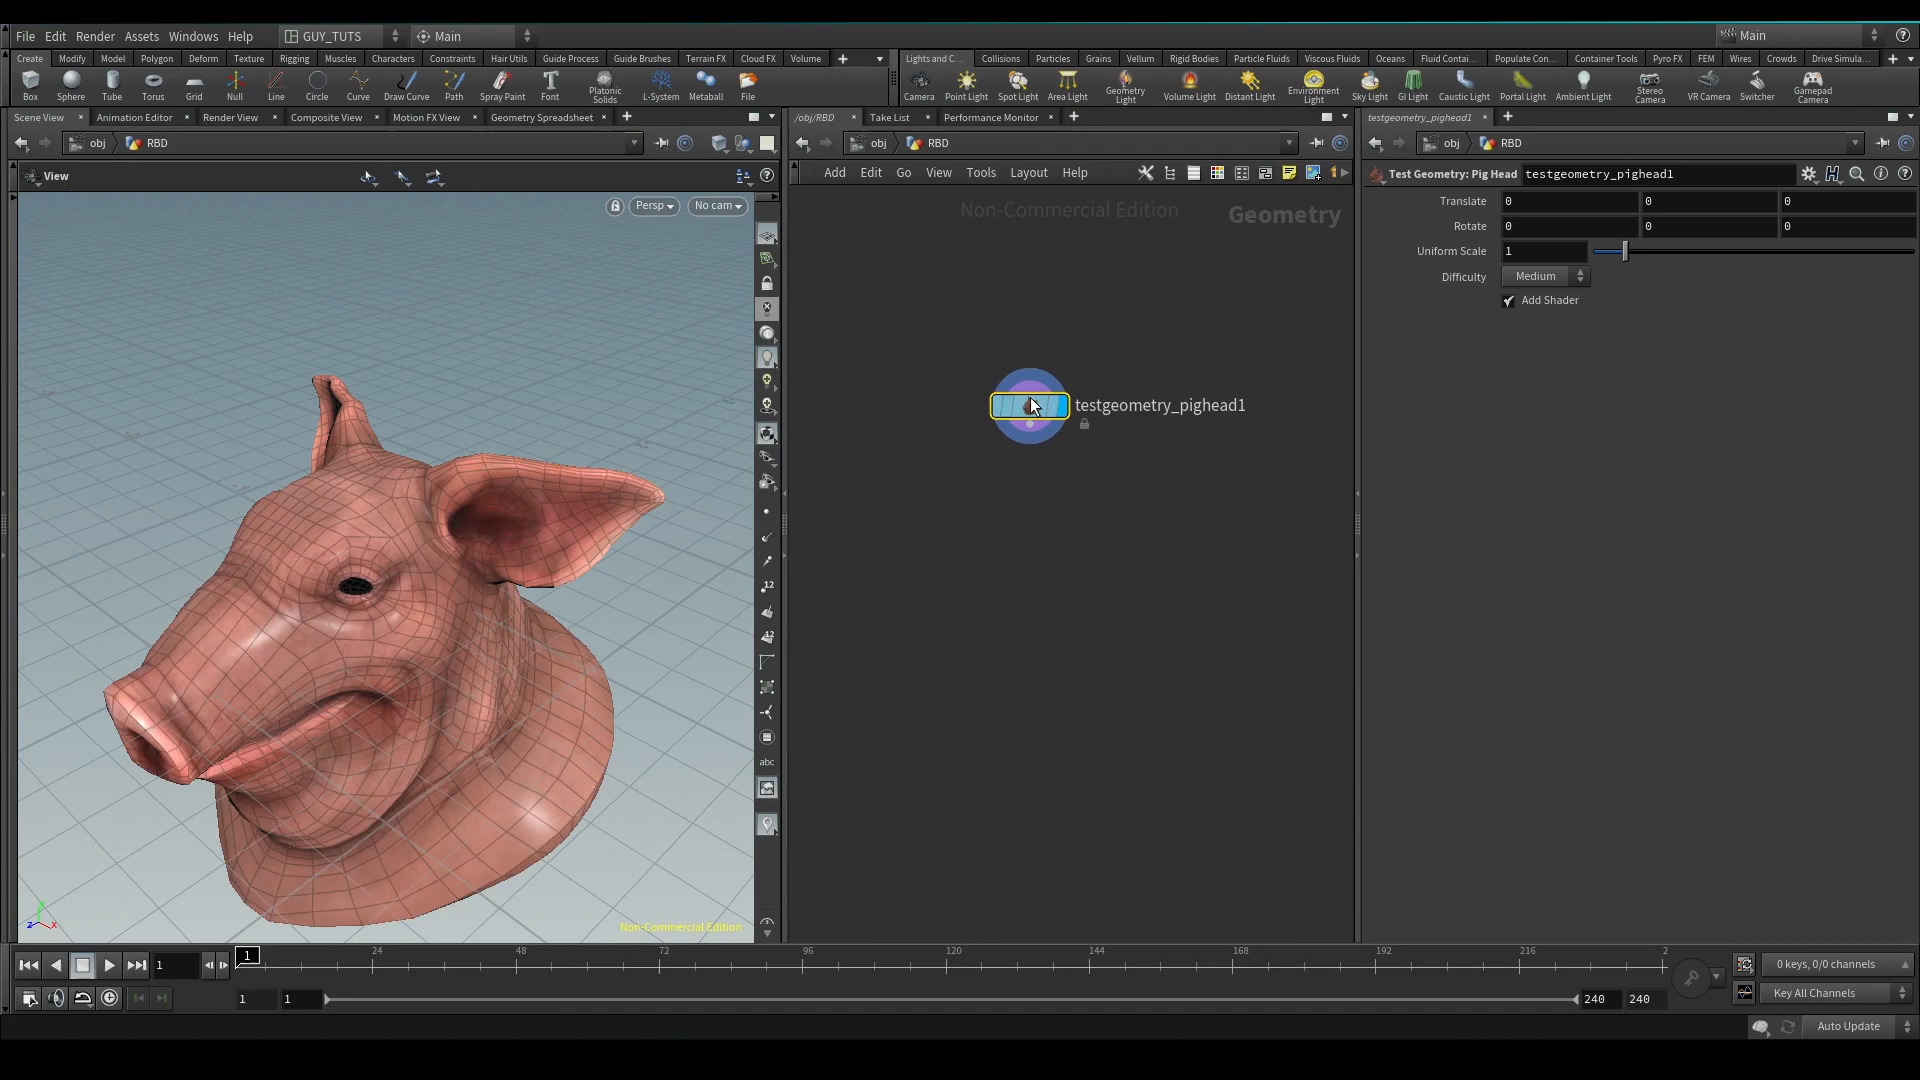 File Edit Render Assets Windows Help GUY_TUTS Main Main
Create Modify Model Polygon Deform Texture Rigging Muscles Characters Constraints Hair Utils Guide Process Guide Brushes Terrain FX Cloud FX Volume
Lights and C... Collisions Particles Grains Vellum Rigid Bodies Particle Fluids Viscous Fluids Oceans Fluid Contai... Populate Con... Container Tools Pyro FX FEM Wires Crowds Drive Simula...
Box Sphere Tube Torus Grid Null Line Circle Curve Draw Curve Path Spray Paint Font Platonic Solids L-System Metaball File
Camera Point Light Spot Light Area Light Geometry Light Volume Light Distant Light Environment Light Sky Light GI Light Caustic Light Portal Light Ambient Light Stereo Camera VR Camera Switcher Gamepad Camera
Scene View Animation Editor Render View Composite View Motion FX View Geometry Spreadsheet
/obj/RBD Take List Performance Monitor
testgeometry_pighead1
obj RBD
obj RBD
obj RBD
View
Persp No cam
Add Edit Go View Tools Layout Help
Non-Commercial Edition Geometry
testgeometry_pighead1
Test Geometry: Pig Head testgeometry_pighead1
Translate 0 0 0
Rotate 0 0 0
Uniform Scale 1
Difficulty Medium
Add Shader
12
12
abc
Non-Commercial Edition
z x
1 1 24 48 72 96 120 144 168 192 216 2
0 keys, 0/0 channels
1 1 240 240
Key All Channels
Auto Update